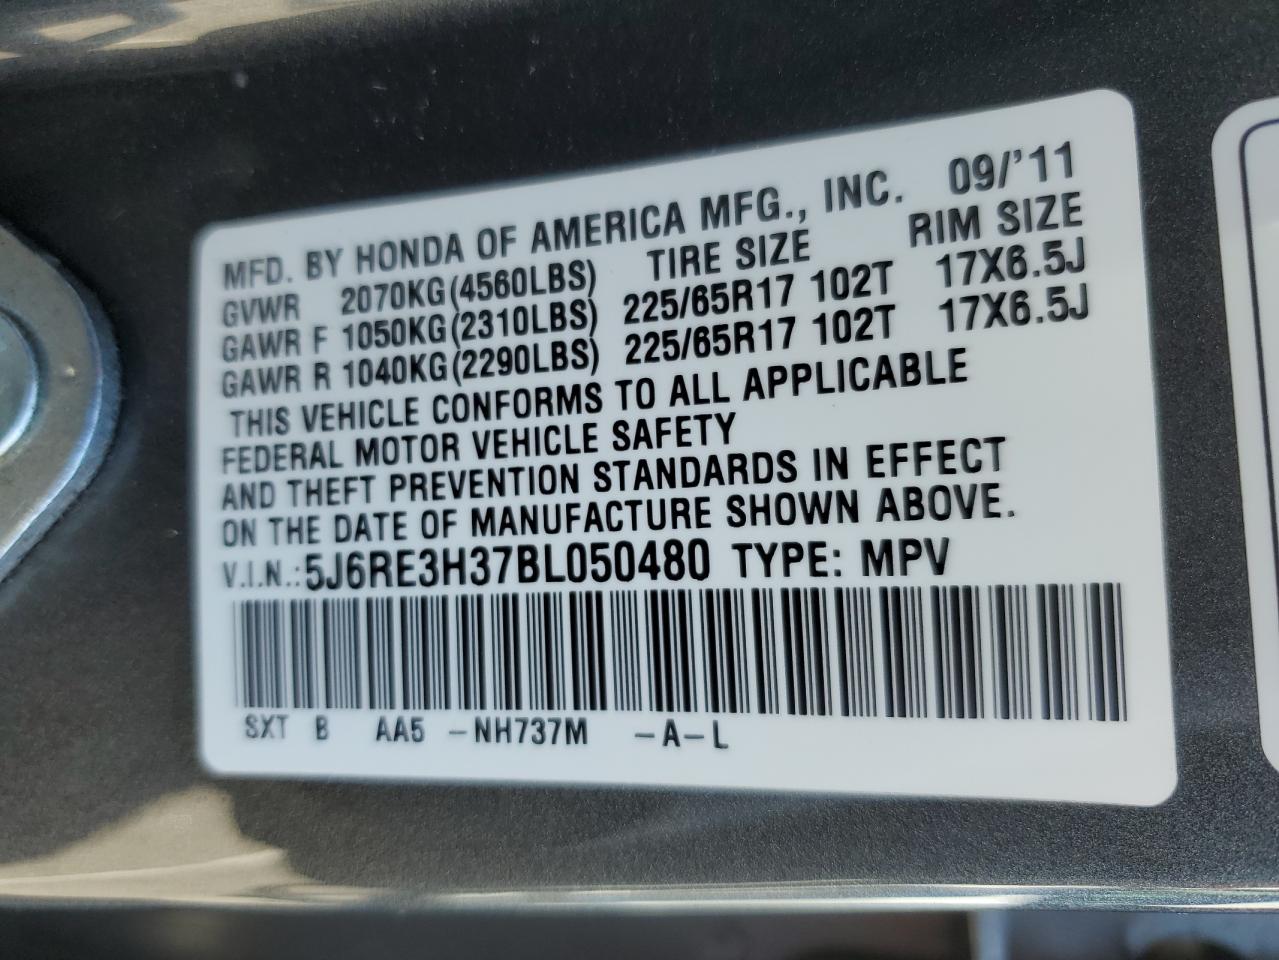 MFD. BY HONDA OF AMERICA MFG., INC. 09/'11
GVWR 2070KG(4560LBS) TIRE SIZE RIM SIZE
GAWR F 1050KG(2310LBS) 225/65R17 102T 17X6.5J
GAWR R 1040KG(2290LBS) 225/65R17 102T 17X6.5J
THIS VEHICLE CONFORMS TO ALL APPLICABLE
FEDERAL MOTOR VEHICLE SAFETY
AND THEFT PREVENTION STANDARDS IN EFFECT
ON THE DATE OF MANUFACTURE SHOWN ABOVE.
V.I.N.:5J6RE3H37BL050480 TYPE: MPV
SXT B AA5 -NH737M -A-L